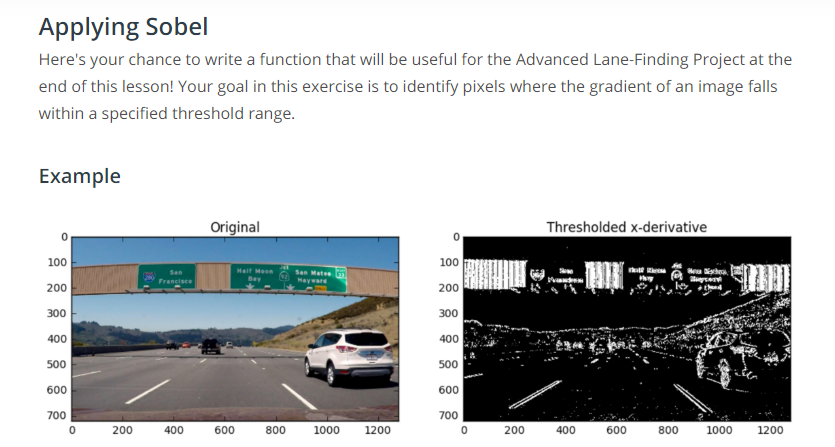 Applying Sobel
Here's your chance to write a function that will be useful for the Advanced Lane-Finding Project at the
end of this lesson! Your goal in this exercise is to identify pixels where the gradient of an image falls
within a specified threshold range.
Example
Original
Thresholded x-derivative
0
100
200
300
400
500
600
700
0 200 400 600 800 1000 1200
San
Francisco
Half Moon
Bay
92
San Mateo
Hayward
0
100
200
300
400
500
600
700
0 200 400 600 800 1000 1200